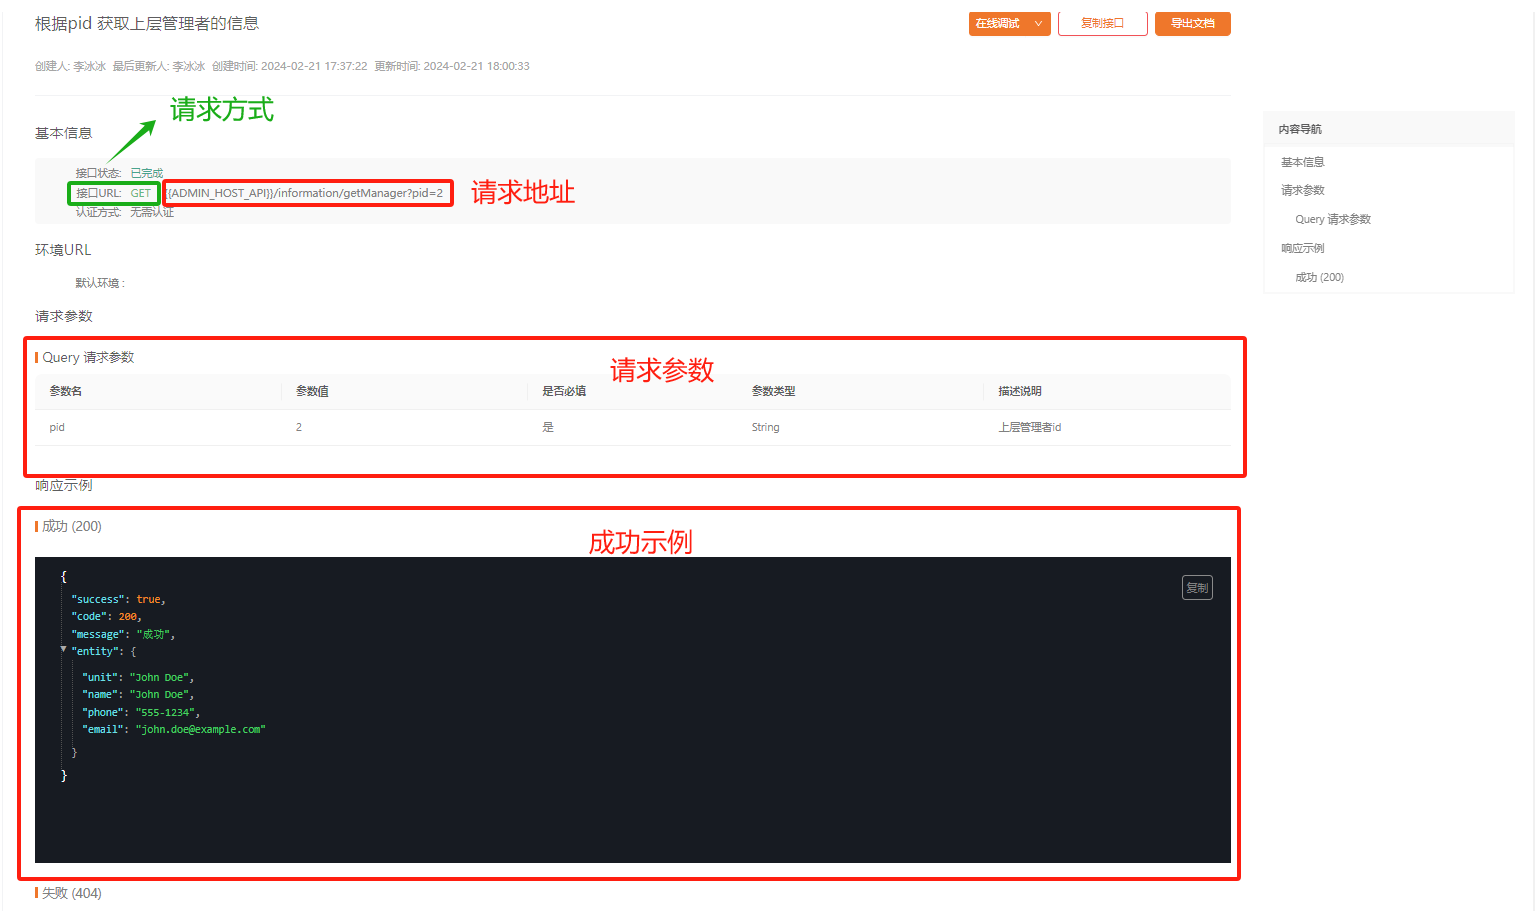 根据pid 获取上层管理者的信息
在线调试
复制接口
导出文档
创建人: 李冰冰 最后更新人: 李冰冰 创建时间: 2024-02-21 17:37:22 更新时间: 2024-02-21 18:00:33
请求方式
基本信息
接口状态: 已完成
接口URL: GET {{ADMIN_HOST_API}}/information/getManager?pid=2
请求地址
认证方式: 无需认证
环境URL
默认环境 :
请求参数
Query 请求参数
请求参数
参数名 参数值 是否必填 参数类型 描述说明
pid 2 是 String 上层管理者id
响应示例
成功 (200)
成功示例
复制
{
"success": true,
"code": 200,
"message": "成功",
"entity": {
"unit": "John Doe",
"name": "John Doe",
"phone": "555-1234",
"email": "john.doe@example.com"
}
}
失败 (404)
内容导航
基本信息
请求参数
Query 请求参数
响应示例
成功 (200)